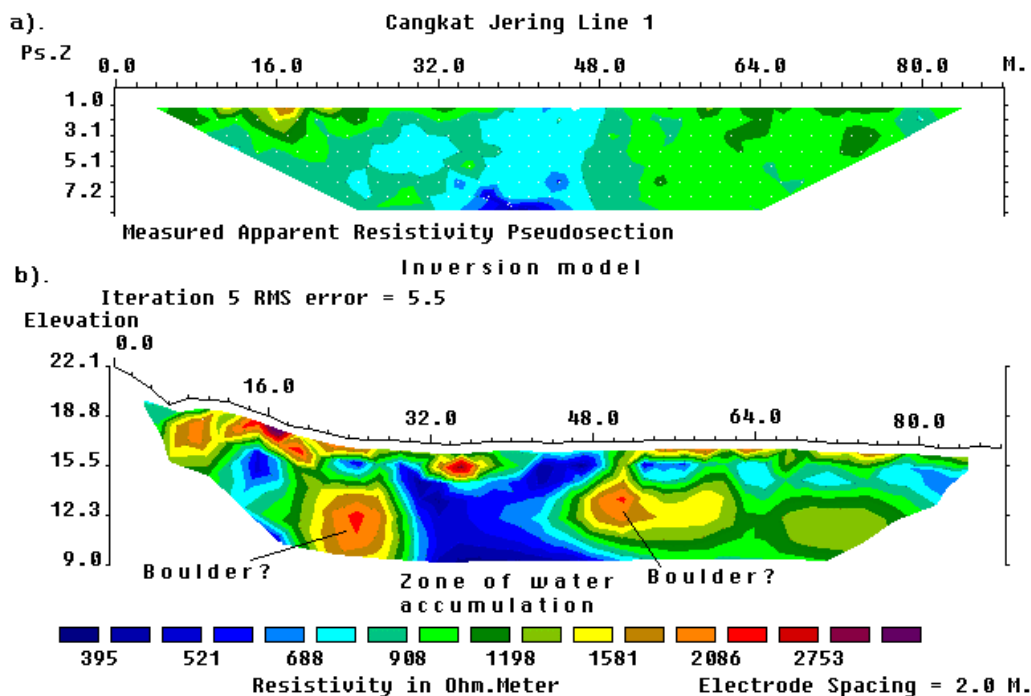 a).
Cangkat Jering Line 1
Ps.Z
0.0 16.0 32.0 48.0 64.0 80.0 M.
1.0
3.1
5.1
7.2
Measured Apparent Resistivity Pseudosection
Inversion model
b).
Iteration 5 RMS error = 5.5
Elevation
0.0
22.1
16.0
18.8
32.0 48.0 64.0 80.0
15.5
12.3
9.0
Boulder?
Zone of water
accumulation
Boulder?
395 521 688 908 1198 1581 2086 2753
Resistivity in Ohm.Meter
Electrode Spacing = 2.0 M.